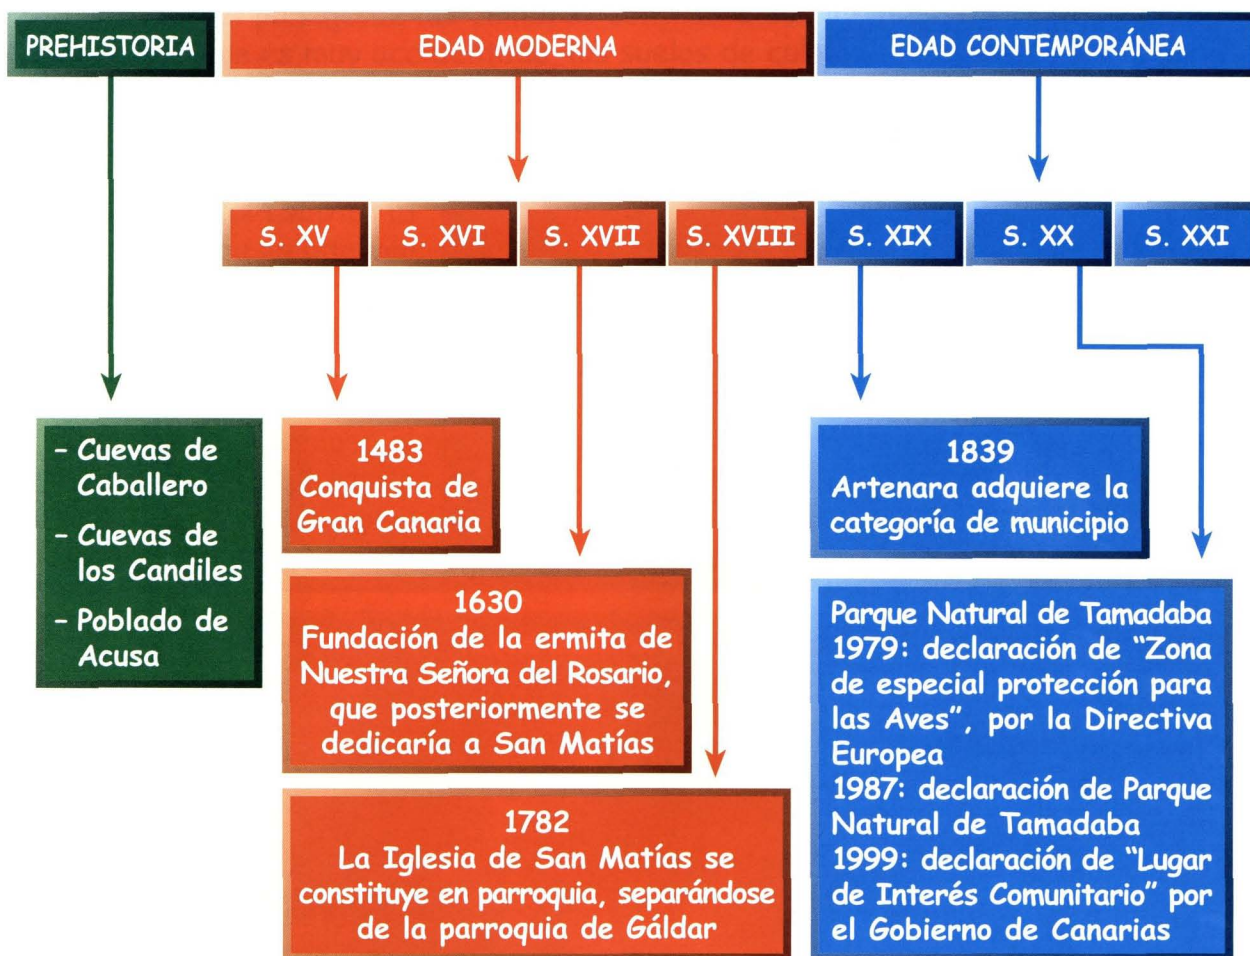 PREHISTORIA
EDAD MODERNA
EDAD CONTEMPORÁNEA
S. XV
S. XVI
S. XVII
S. XVIII
S. XIX
S. XX
S. XXI
– Cuevas de
Caballero
– Cuevas de
los Candiles
– Poblado de
Acusa
1483
Conquista de
Gran Canaria
1630
Fundación de la ermita de
Nuestra Señora del Rosario,
que posteriormente se
dedicaría a San Matías
1782
La Iglesia de San Matías se
constituye en parroquia, separándose
de la parroquia de Gáldar
1839
Artenara adquiere la
categoría de municipio
Parque Natural de Tamadaba
1979: declaración de “Zona
de especial protección para
las Aves”, por la Directiva
Europea
1987: declaración de Parque
Natural de Tamadaba
1999: declaración de “Lugar
de Interés Comunitario” por
el Gobierno de Canarias